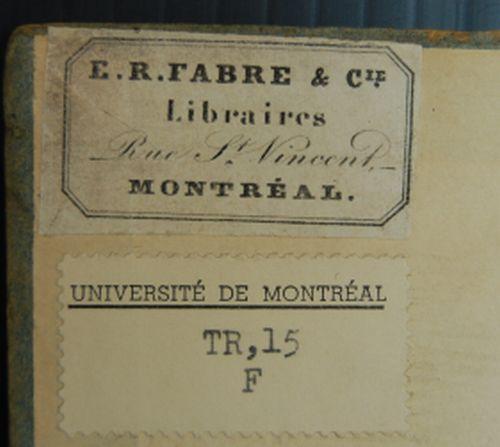 E. R. FABRE & CIE.
Libraires
Rue St. Vincent,
MONTRÉAL.
UNIVERSITÉ DE MONTRÉAL
TR,15
F